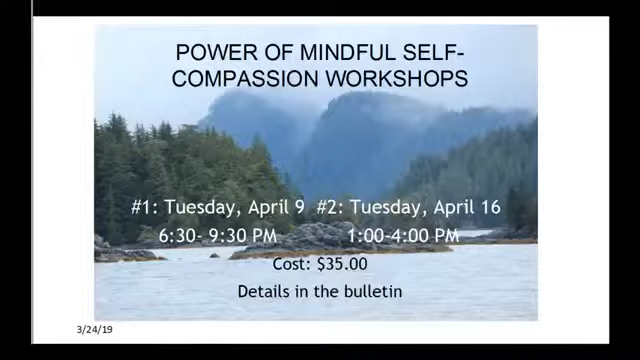 POWER OF MINDFUL SELF-
COMPASSION WORKSHOPS
#1: Tuesday, April 9 #2: Tuesday, April 16
6:30- 9:30 PM 1:00-4:00 PM
Cost: $35.00
Details in the bulletin
3/24/19